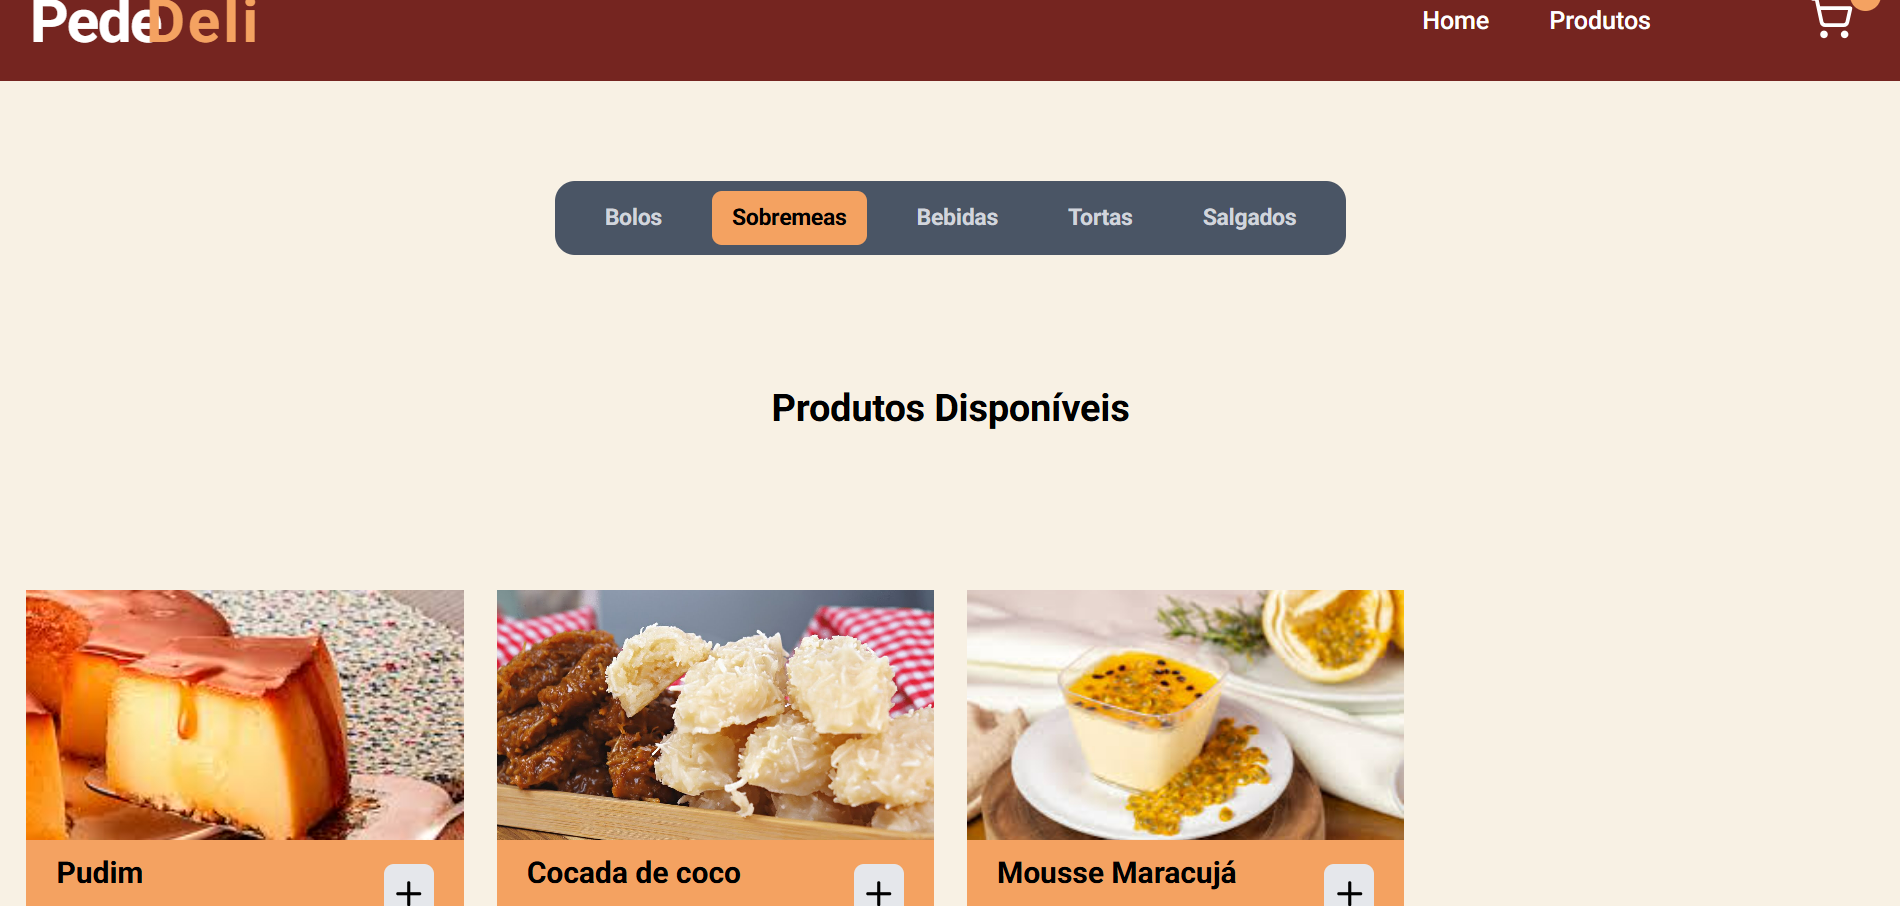 PedeDeli
Home Produtos
Bolos Sobremeas Bebidas Tortas Salgados
Produtos Disponíveis
Pudim
+
Cocada de coco
+
Mousse Maracujá
+